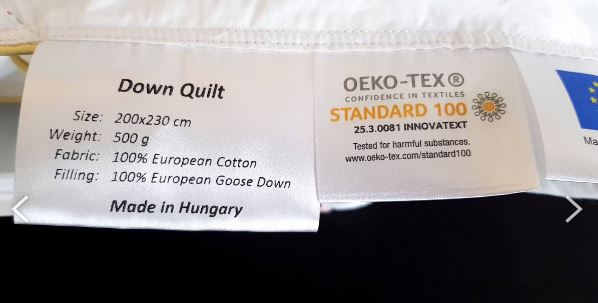 Down Quilt
Size: 200x230 cm
Weight: 500 g
Fabric: 100% European Cotton
Filling: 100% European Goose Down
Made in Hungary
OEKO-TEX®
CONFIDENCE IN TEXTILES
STANDARD 100
25.3.0081 INNOVATEXT
Tested for harmful substances.
www.oeko-tex.com/standard100
Ma